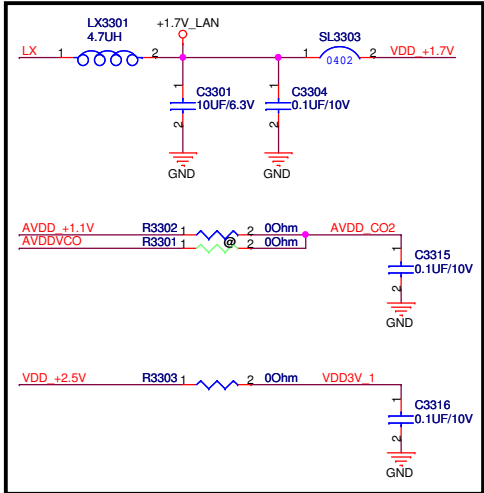 LX3301 +1.7V_LAN SL3303
LX 1 4.7UH 2 1 0402 2 VDD_+1.7V
1 C3301 1 C3304
10UF/6.3V 0.1UF/10V
2 2
GND GND
AVDD_+1.1V R3302 1 2 0Ohm AVDD_CO2
AVDDVCO R3301 1 @ 2 0Ohm
1 C3315
0.1UF/10V
2
GND
VDD_+2.5V R3303 1 2 0Ohm VDD3V_1
1 C3316
0.1UF/10V
2
GND